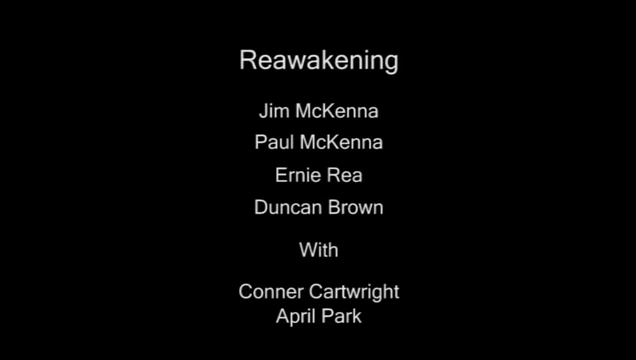 Reawakening
Jim McKenna
Paul McKenna
Ernie Rea
Duncan Brown
With
Conner Cartwright
April Park